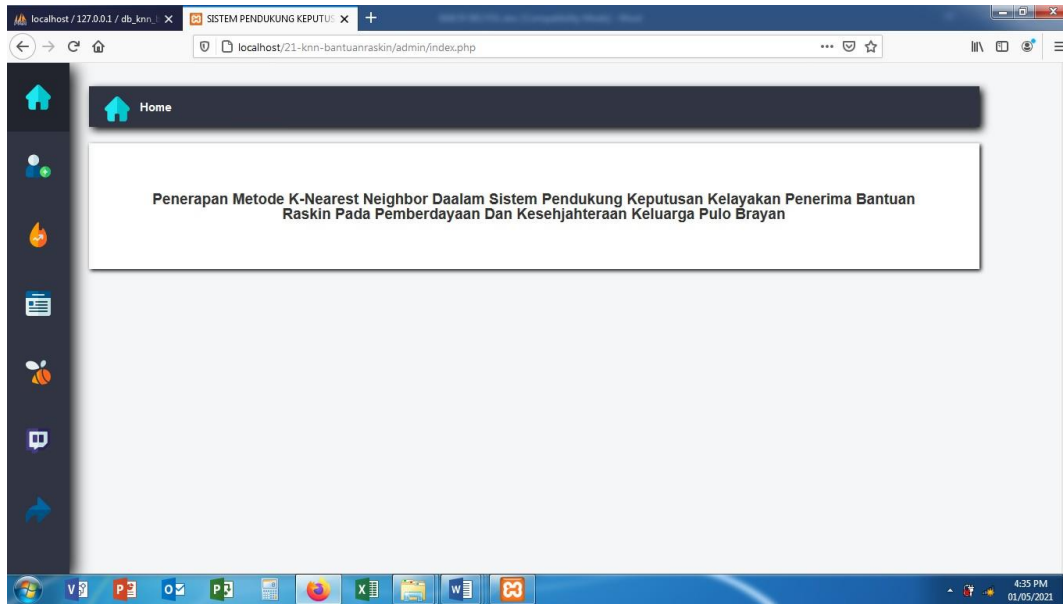 localhost / 127.0.0.1 / db_knn_
SISTEM PENDUKUNG KEPUTUS
localhost/21-knn-bantuanraskin/admin/index.php
Home
Penerapan Metode K-Nearest Neighbor Daalam Sistem Pendukung Keputusan Kelayakan Penerima Bantuan
Raskin Pada Pemberdayaan Dan Kesehjahteraan Keluarga Pulo Brayan
4:35 PM
01/05/2021